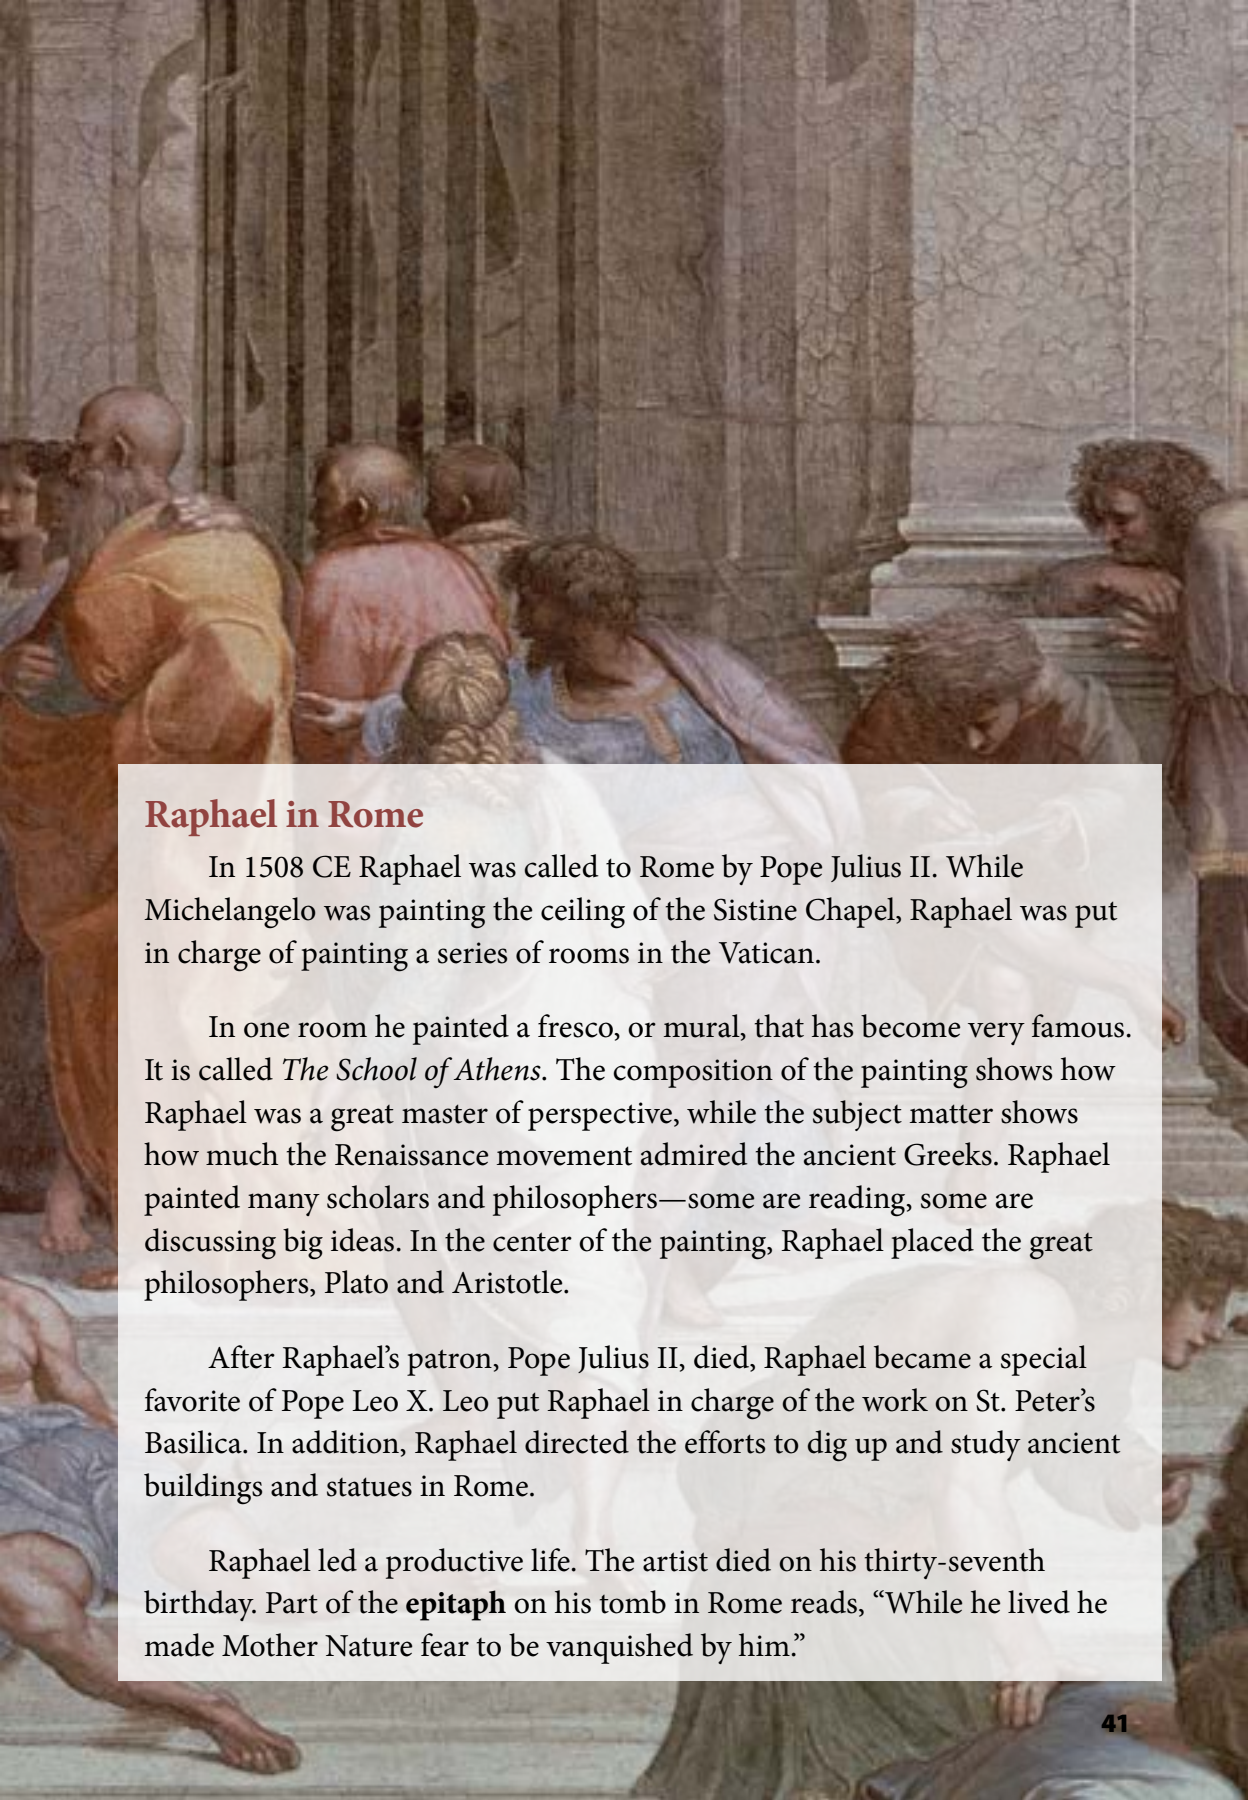 Raphael in Rome
In 1508 CE Raphael was called to Rome by Pope Julius II. While
Michelangelo was painting the ceiling of the Sistine Chapel, Raphael was put
in charge of painting a series of rooms in the Vatican.
In one room he painted a fresco, or mural, that has become very famous.
It is called The School of Athens. The composition of the painting shows how
Raphael was a great master of perspective, while the subject matter shows
how much the Renaissance movement admired the ancient Greeks. Raphael
painted many scholars and philosophers—some are reading, some are
discussing big ideas. In the center of the painting, Raphael placed the great
philosophers, Plato and Aristotle.
After Raphael’s patron, Pope Julius II, died, Raphael became a special
favorite of Pope Leo X. Leo put Raphael in charge of the work on St. Peter’s
Basilica. In addition, Raphael directed the efforts to dig up and study ancient
buildings and statues in Rome.
Raphael led a productive life. The artist died on his thirty-seventh
birthday. Part of the epitaph on his tomb in Rome reads, “While he lived he
made Mother Nature fear to be vanquished by him.”
41